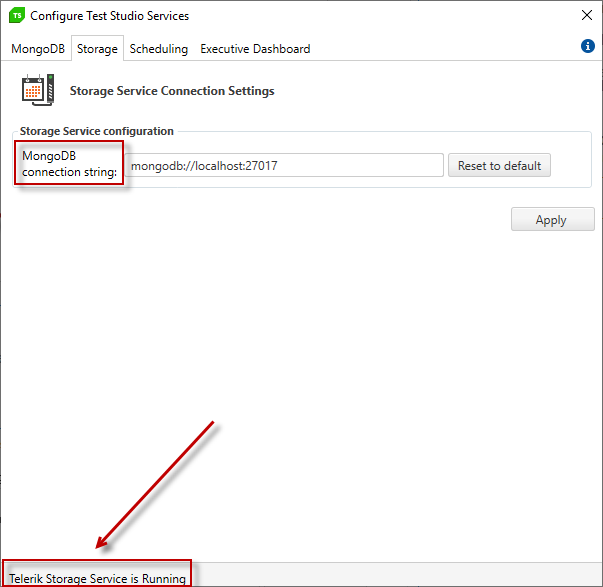 TS Configure Test Studio Services
MongoDB Storage Scheduling Executive Dashboard i
Storage Service Connection Settings
Storage Service configuration
MongoDB
connection string:
mongodb://localhost:27017 Reset to default
Apply
Telerik Storage Service is Running